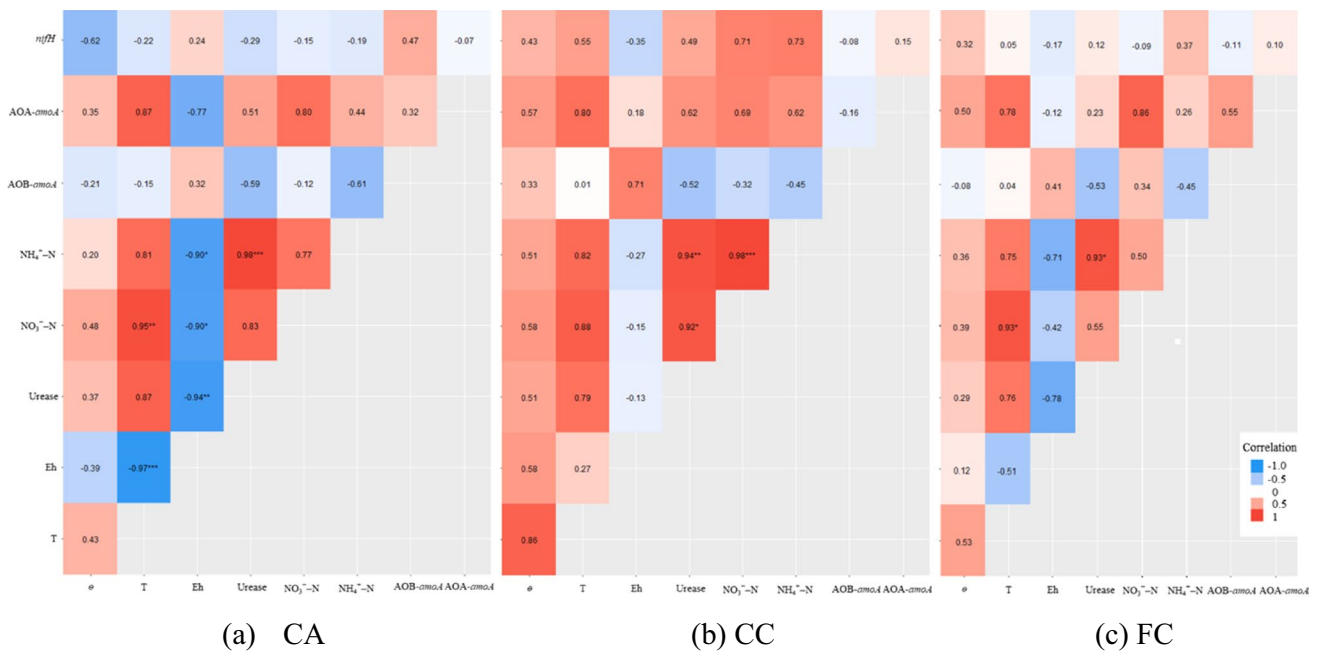 nifH -0.62 -0.22 0.24 -0.29 -0.15 -0.19 0.47 -0.07 0.43 0.55 -0.35 0.49 0.71 0.73 -0.08 0.15 0.32 0.05 -0.17 0.12 -0.09 0.37 -0.11 0.10
AOA-amoA 0.35 0.87 -0.77 0.51 0.80 0.44 0.32 0.57 0.80 0.18 0.62 0.69 0.62 -0.16 0.50 0.78 -0.12 0.23 0.86 0.26 0.55
AOB-amoA -0.21 -0.15 0.32 -0.59 -0.12 -0.61 0.33 0.01 0.71 -0.52 -0.32 -0.45 -0.08 0.04 0.41 -0.53 0.34 -0.45
NH₄⁺–N 0.20 0.81 -0.90* 0.98*** 0.77 0.51 0.82 -0.27 0.94** 0.98*** 0.36 0.75 -0.71 0.93* 0.50
NO₃⁻–N 0.48 0.95** -0.90* 0.83 0.58 0.88 -0.15 0.92* 0.39 0.93* -0.42 0.55
Urease 0.37 0.87 -0.94** 0.51 0.79 -0.13 0.29 0.76 -0.78
Eh -0.39 -0.97*** 0.58 0.27 0.12 -0.51
T 0.43 0.86 0.53
Correlation
-1.0
-0.5
0
0.5
1
ɵ T Eh Urease NO₃⁻–N NH₄⁺–N AOB-amoA AOA-amoA ɵ T Eh Urease NO₃⁻–N NH₄⁺–N AOB-amoA AOA-amoA ɵ T Eh Urease NO₃⁻–N NH₄⁺–N AOB-amoA AOA-amoA
(a) CA (b) CC (c) FC